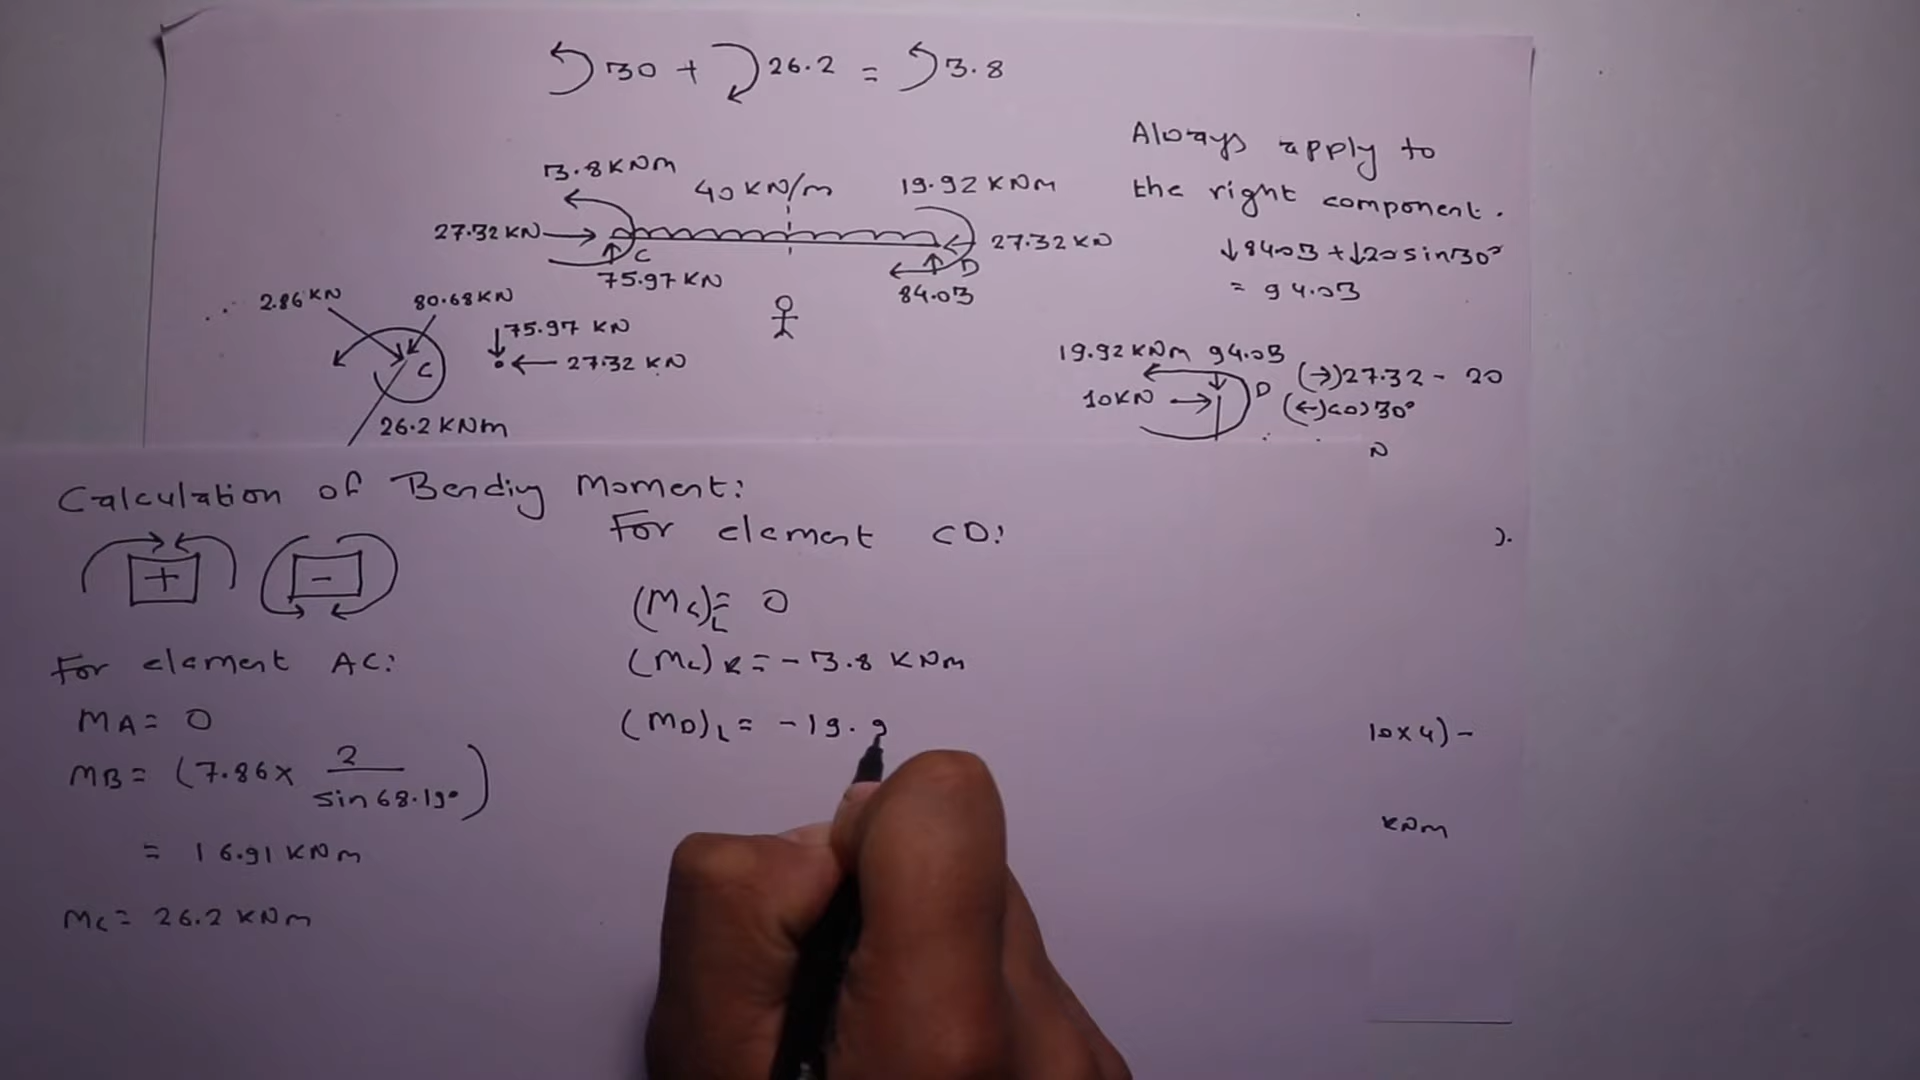 30 + 26.2 = 3.8
3.8 KNm
40 KN/m
19.92 KNm
27.32 KN
C
75.97 KN
27.32 KN
D
84.03
Always apply to
the right component.
↓84.03 + ↓20 sin30°
= 94.03
2.86 KN
80.68 KN
C
26.2 KNm
↓75.97 KN
← 27.32 KN
19.92 KNm 94.03
10KN →
D
(→)27.32 - 20
(←)cos30°
N
Calculation of Bending Moment:
+
-
For element AC:
MA = 0
MB = (7.86 x 2 / sin 68.19°)
= 16.91 KNm
Mc = 26.2 KNm
For element CD:
(Mc)L = 0
(Mc)R = - 3.8 KNm
(MD)L = - 19.9
).
10x4) -
KNm